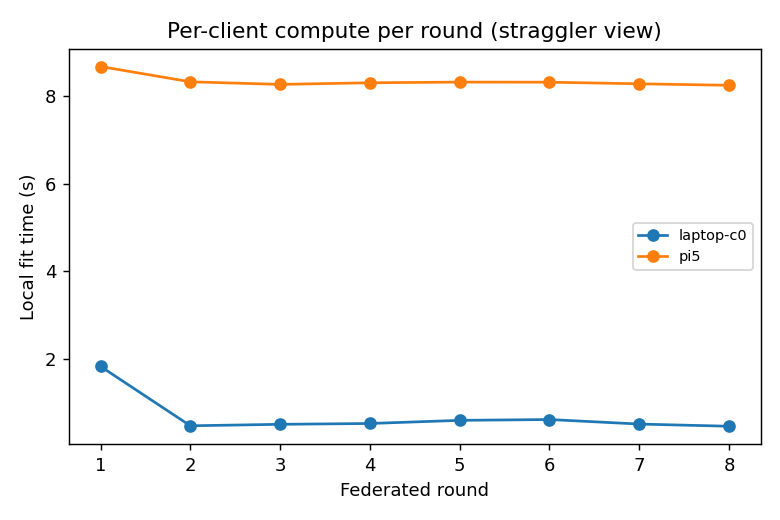 Per-client compute per round (straggler view)
Local fit time (s)
8
6
4
2
laptop-c0
pi5
1 2 3 4 5 6 7 8
Federated round